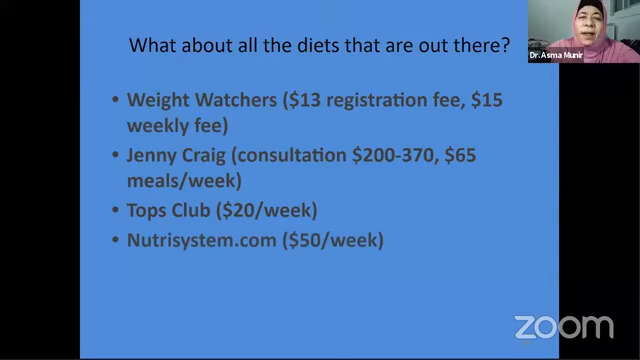 What about all the diets that are out there?
Dr. Asma Munir
• Weight Watchers ($13 registration fee, $15
weekly fee)
• Jenny Craig (consultation $200-370, $65
meals/week)
• Tops Club ($20/week)
• Nutrisystem.com ($50/week)
zoom